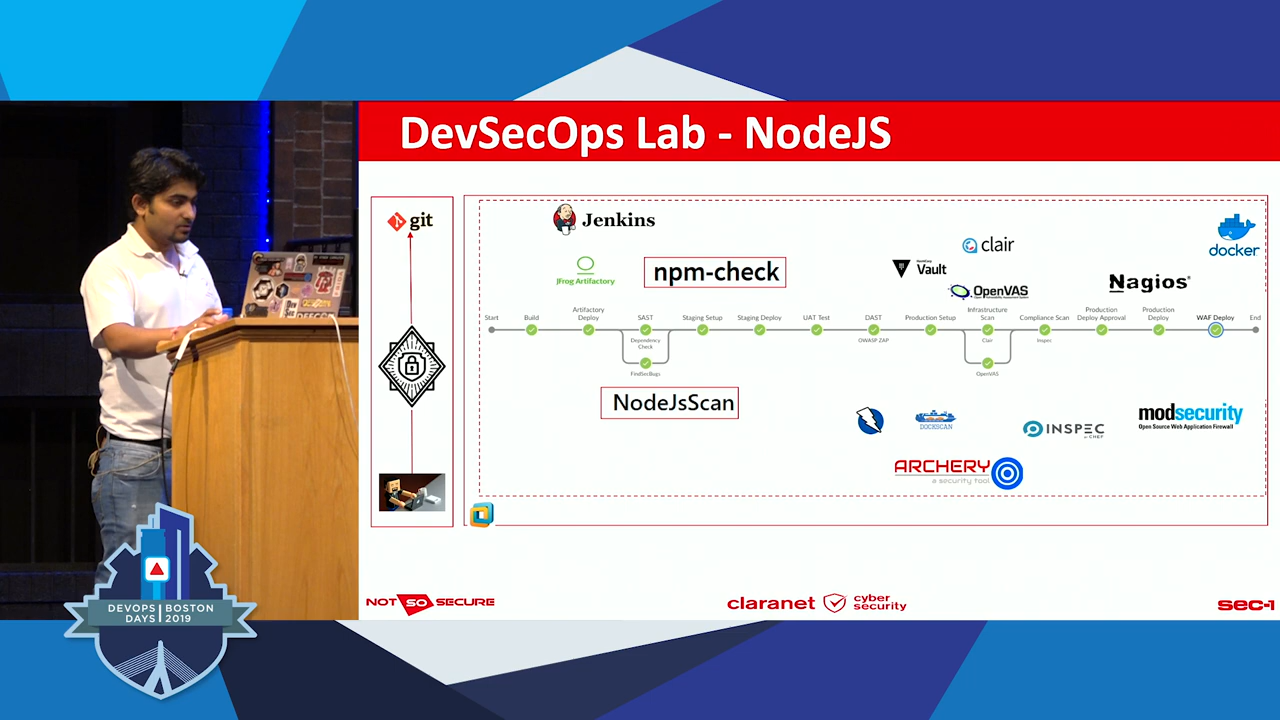 DevSecOps Lab - NodeJS
git
Jenkins
JFrog Artifactory
npm-check
HashiCorp
Vault
clair
OpenVAS
Nagios®
docker
Start
Build
Artifactory
Deploy
SAST
Staging Setup
Staging Deploy
UAT Test
DAST
Production Setup
Infrastructure
Scan
Compliance Scan
Production
Deploy Approval
Production
Deploy
WAF Deploy
End
Dependency
Check
OWASP ZAP
Clair
Inspec
FindSecBugs
OpenVAS
NodeJsScan
DOCKSCAN
INSPEC
BY CHEF
modsecurity
Open Source Web Application Firewall
ARCHERY
a security tool
NOT SO SECURE
claranet cyber
security
SEC-1
DEVOPS BOSTON
DAYS 2019